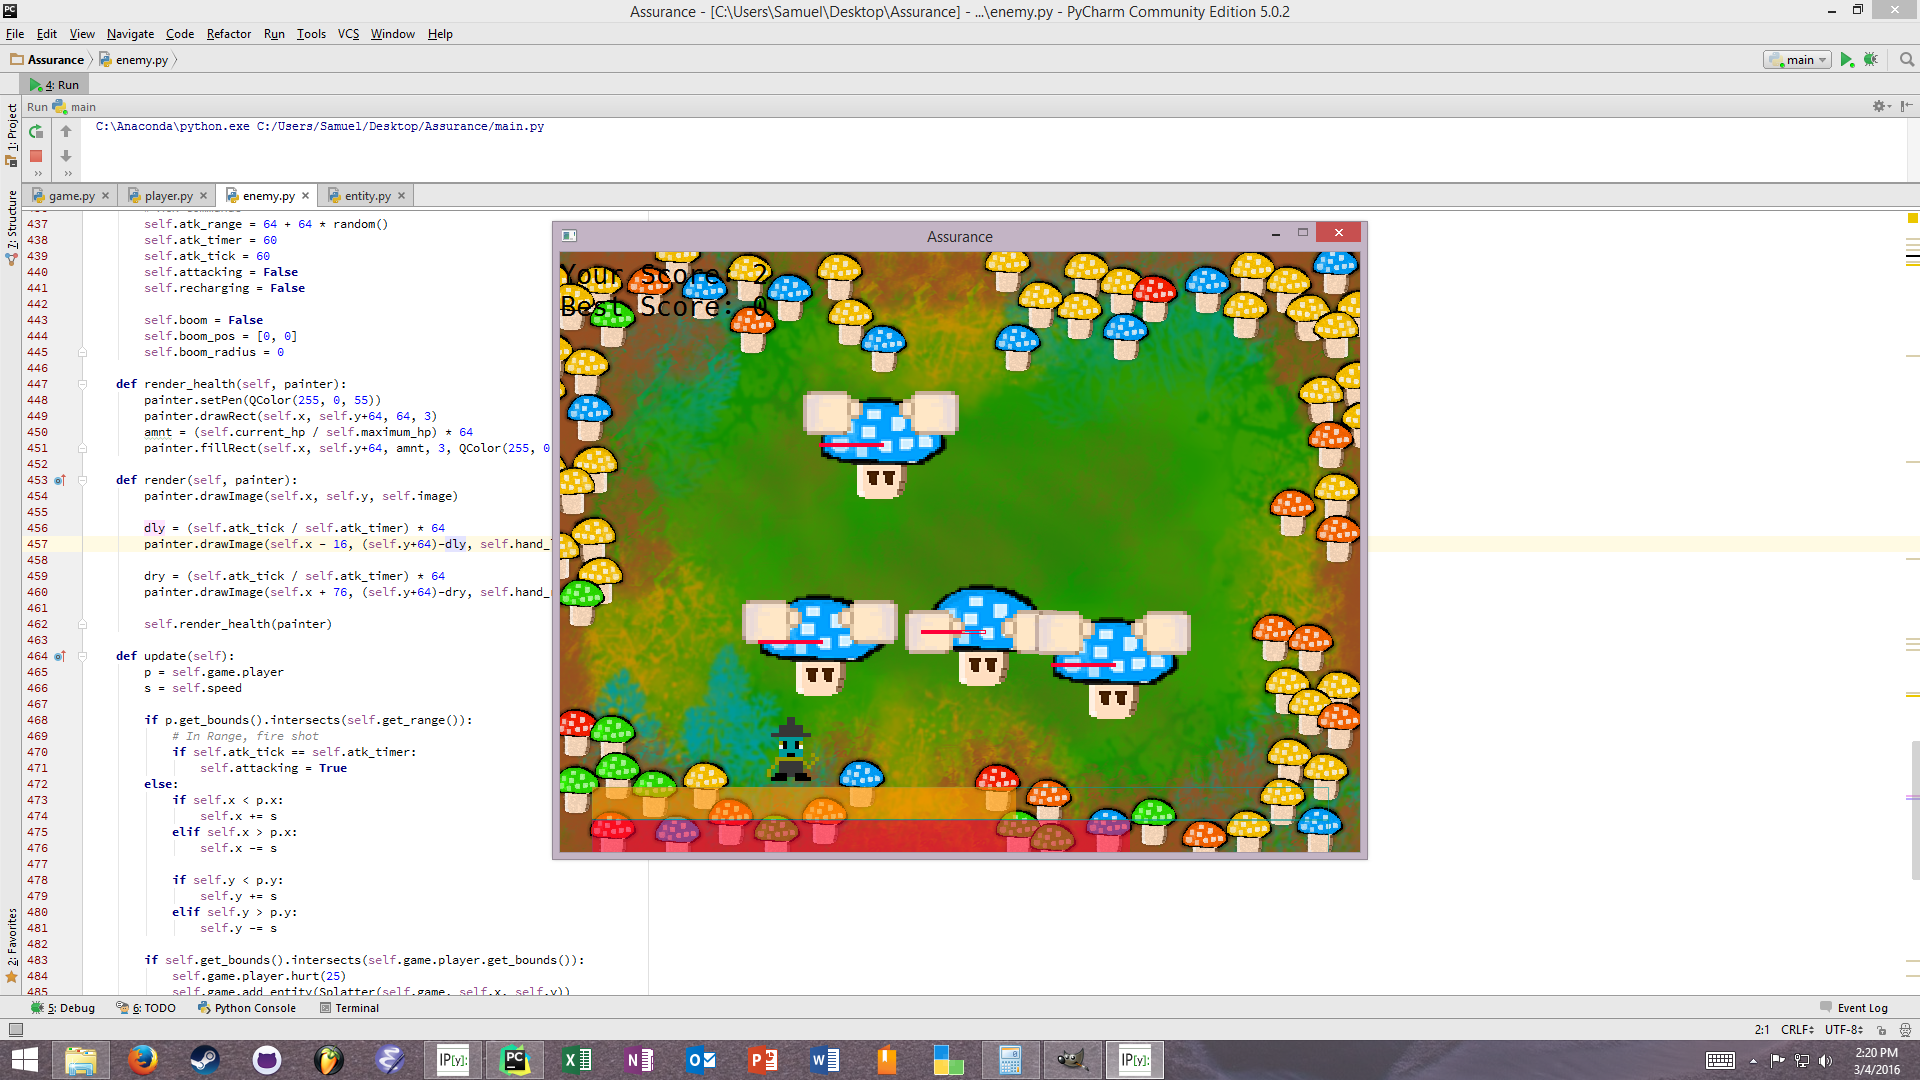 Assurance - [C:\Users\Samuel\Desktop\Assurance] - ...\enemy.py - PyCharm Community Edition 5.0.2
File Edit View Navigate Code Refactor Run Tools VCS Window Help
Assurance enemy.py main
4: Run
Run main
1: Project
C:\Anaconda\python.exe C:/Users/Samuel/Desktop/Assurance/main.py
game.py player.py enemy.py entity.py
7: Structure
437 self.atk_range = 64 + 64 * random()
438 self.atk_timer = 60
439 self.atk_tick = 60
440 self.attacking = False
441 self.recharging = False
442
443 self.boom = False
444 self.boom_pos = [0, 0]
445 self.boom_radius = 0
446
447 def render_health(self, painter):
448 painter.setPen(QColor(255, 0, 55))
449 painter.drawRect(self.x, self.y+64, 64, 3)
450 amnt = (self.current_hp / self.maximum_hp) * 64
451 painter.fillRect(self.x, self.y+64, amnt, 3, QColor(255, 0
452
453 def render(self, painter):
454 painter.drawImage(self.x, self.y, self.image)
455
456 dly = (self.atk_tick / self.atk_timer) * 64
457 painter.drawImage(self.x - 16, (self.y+64)-dly, self.hand_
458
459 dry = (self.atk_tick / self.atk_timer) * 64
460 painter.drawImage(self.x + 76, (self.y+64)-dry, self.hand_
461
462 self.render_health(painter)
463
464 def update(self):
465 p = self.game.player
466 s = self.speed
467
468 if p.get_bounds().intersects(self.get_range()):
469 # In Range, fire shot
470 if self.atk_tick == self.atk_timer:
471 self.attacking = True
472 else:
473 if self.x < p.x:
474 self.x += s
475 elif self.x > p.x:
476 self.x -= s
477
478 if self.y < p.y:
479 self.y += s
480 elif self.y > p.y:
481 self.y -= s
482
483 if self.get_bounds().intersects(self.game.player.get_bounds()):
484 self.game.player.hurt(25)
485 self.game.add_entity(Splatter(self.game, self.x, self.y))
Assurance
Your Score: 2
Best Score: 0
2: Favorites
5: Debug 6: TODO Python Console Terminal Event Log
2:1 CRLF UTF-8
IP[y]: PC IP[y]:
2:20 PM
3/4/2016